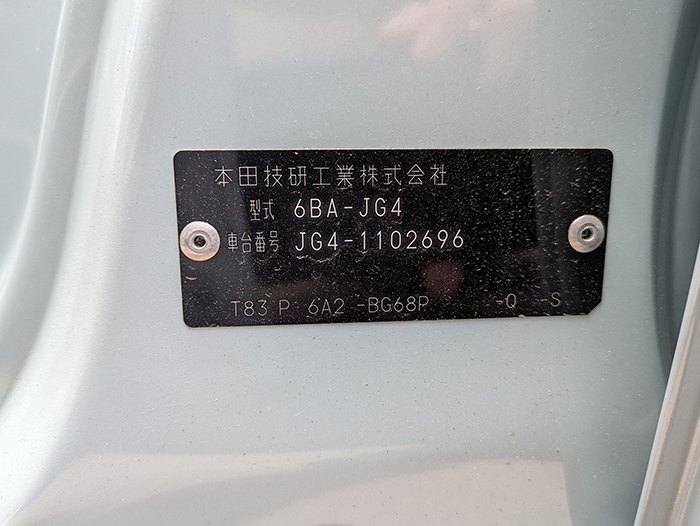 本田技研工業株式会社
型式 6BA-JG4
車台番号 JG4-1102696
T83 P 6A2 -BG68P -Q -S